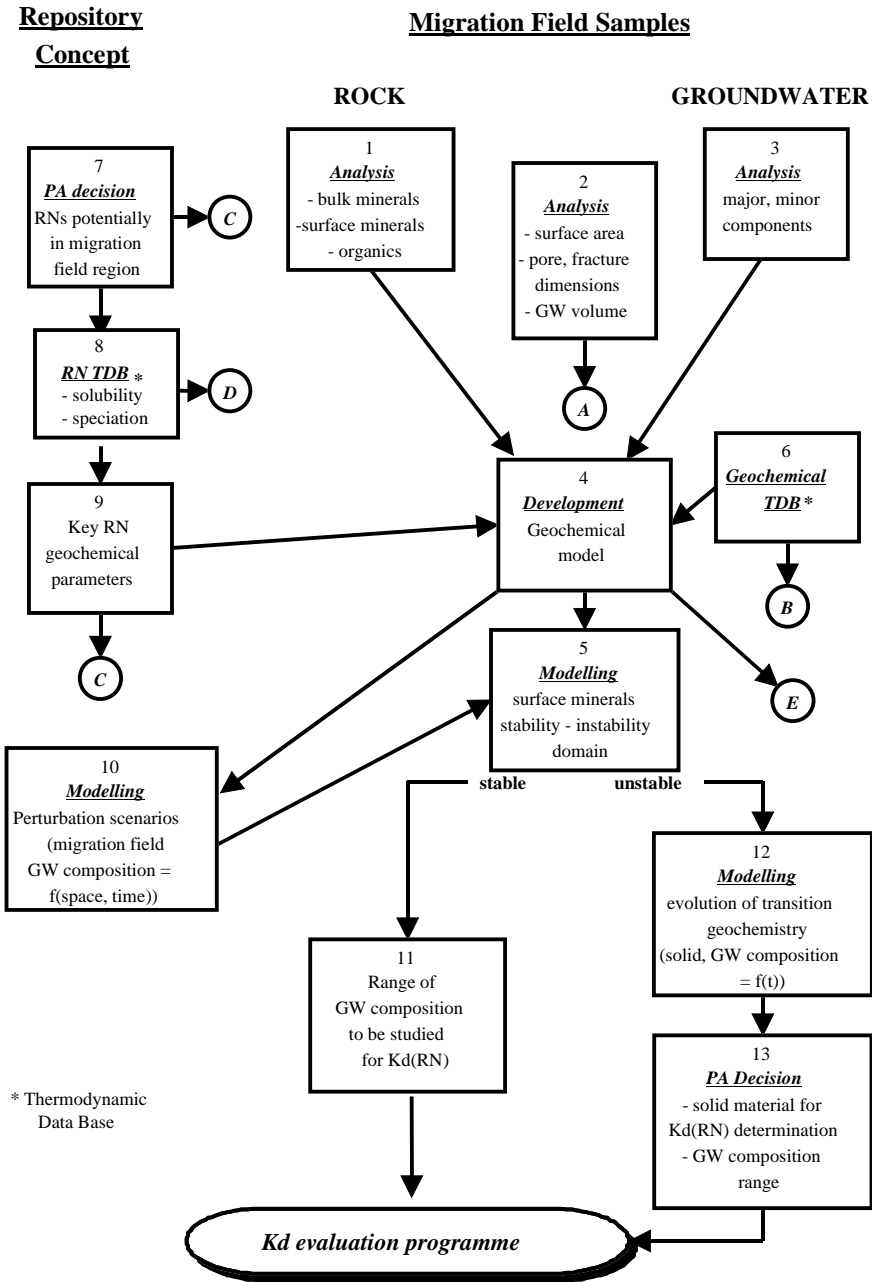 Repository
Concept
Migration Field Samples
ROCK
GROUNDWATER
7
PA decision
RNs potentially
in migration
field region
C
1
Analysis
- bulk minerals
-surface minerals
- organics
2
Analysis
- surface area
- pore, fracture
dimensions
- GW volume
A
3
Analysis
major, minor
components
8
RN TDB *
- solubility
- speciation
D
9
Key RN
geochemical
parameters
C
4
Development
Geochemical
model
6
Geochemical
TDB *
B
E
5
Modelling
surface minerals
stability - instability
domain
stable
unstable
10
Modelling
Perturbation scenarios
(migration field
GW composition =
f(space, time))
11
Range of
GW composition
to be studied
for Kd(RN)
12
Modelling
evolution of transition
geochemistry
(solid, GW composition
= f(t))
13
PA Decision
- solid material for
Kd(RN) determination
- GW composition
range
* Thermodynamic
Data Base
Kd evaluation programme